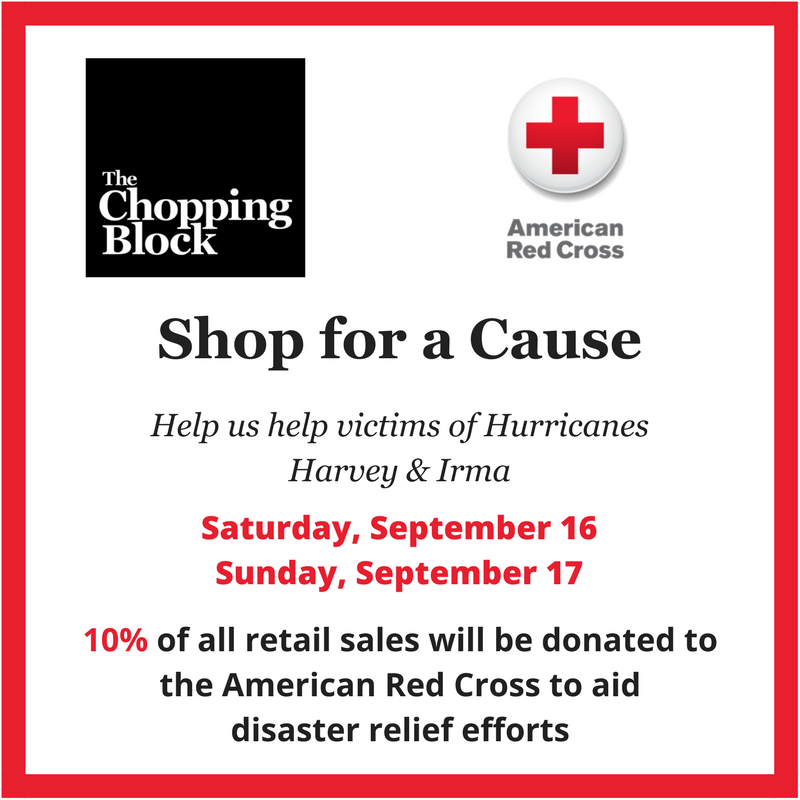 The
Chopping
Block
American
Red Cross
Shop for a Cause
Help us help victims of Hurricanes
Harvey & Irma
Saturday, September 16
Sunday, September 17
10% of all retail sales will be donated to
the American Red Cross to aid
disaster relief efforts